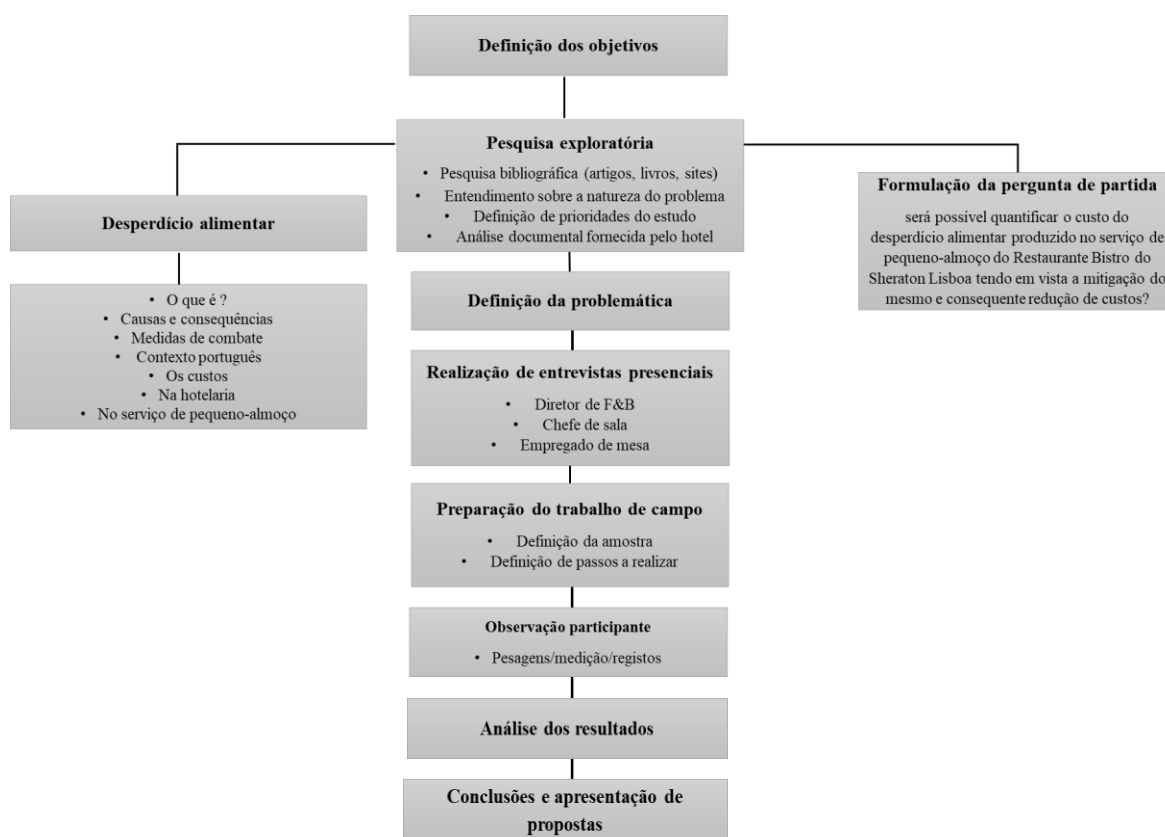 Definição dos objetivos
Pesquisa exploratória
• Pesquisa bibliográfica (artigos, livros, sites)
• Entendimento sobre a natureza do problema
• Definição de prioridades do estudo
• Análise documental fornecida pelo hotel
Desperdício alimentar
• O que é ?
• Causas e consequências
• Medidas de combate
• Contexto português
• Os custos
• Na hotelaria
• No serviço de pequeno-almoço
Formulação da pergunta de partida
será possível quantificar o custo do
desperdício alimentar produzido no serviço de
pequeno-almoço do Restaurante Bistro do
Sheraton Lisboa tendo em vista a mitigação do
mesmo e consequente redução de custos?
Definição da problemática
Realização de entrevistas presenciais
• Diretor de F&B
• Chefe de sala
• Empregado de mesa
Preparação do trabalho de campo
• Definição da amostra
• Definição de passos a realizar
Observação participante
• Pesagens/medição/registos
Análise dos resultados
Conclusões e apresentação de
propostas